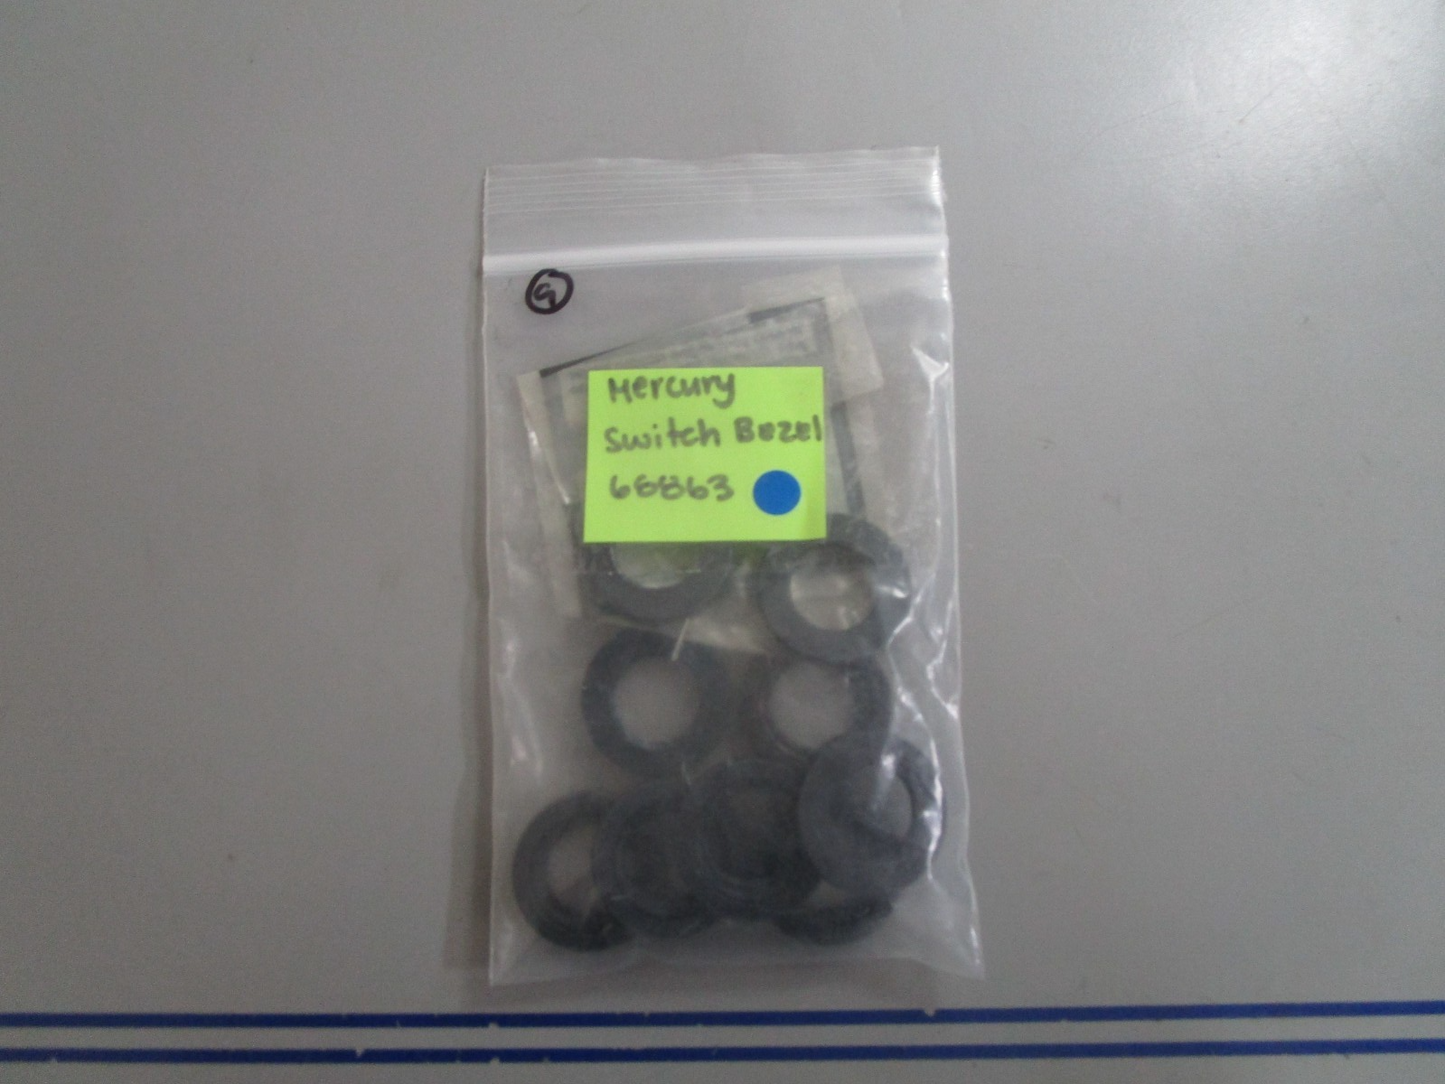 9
Mercury
Switch Bezel
68863